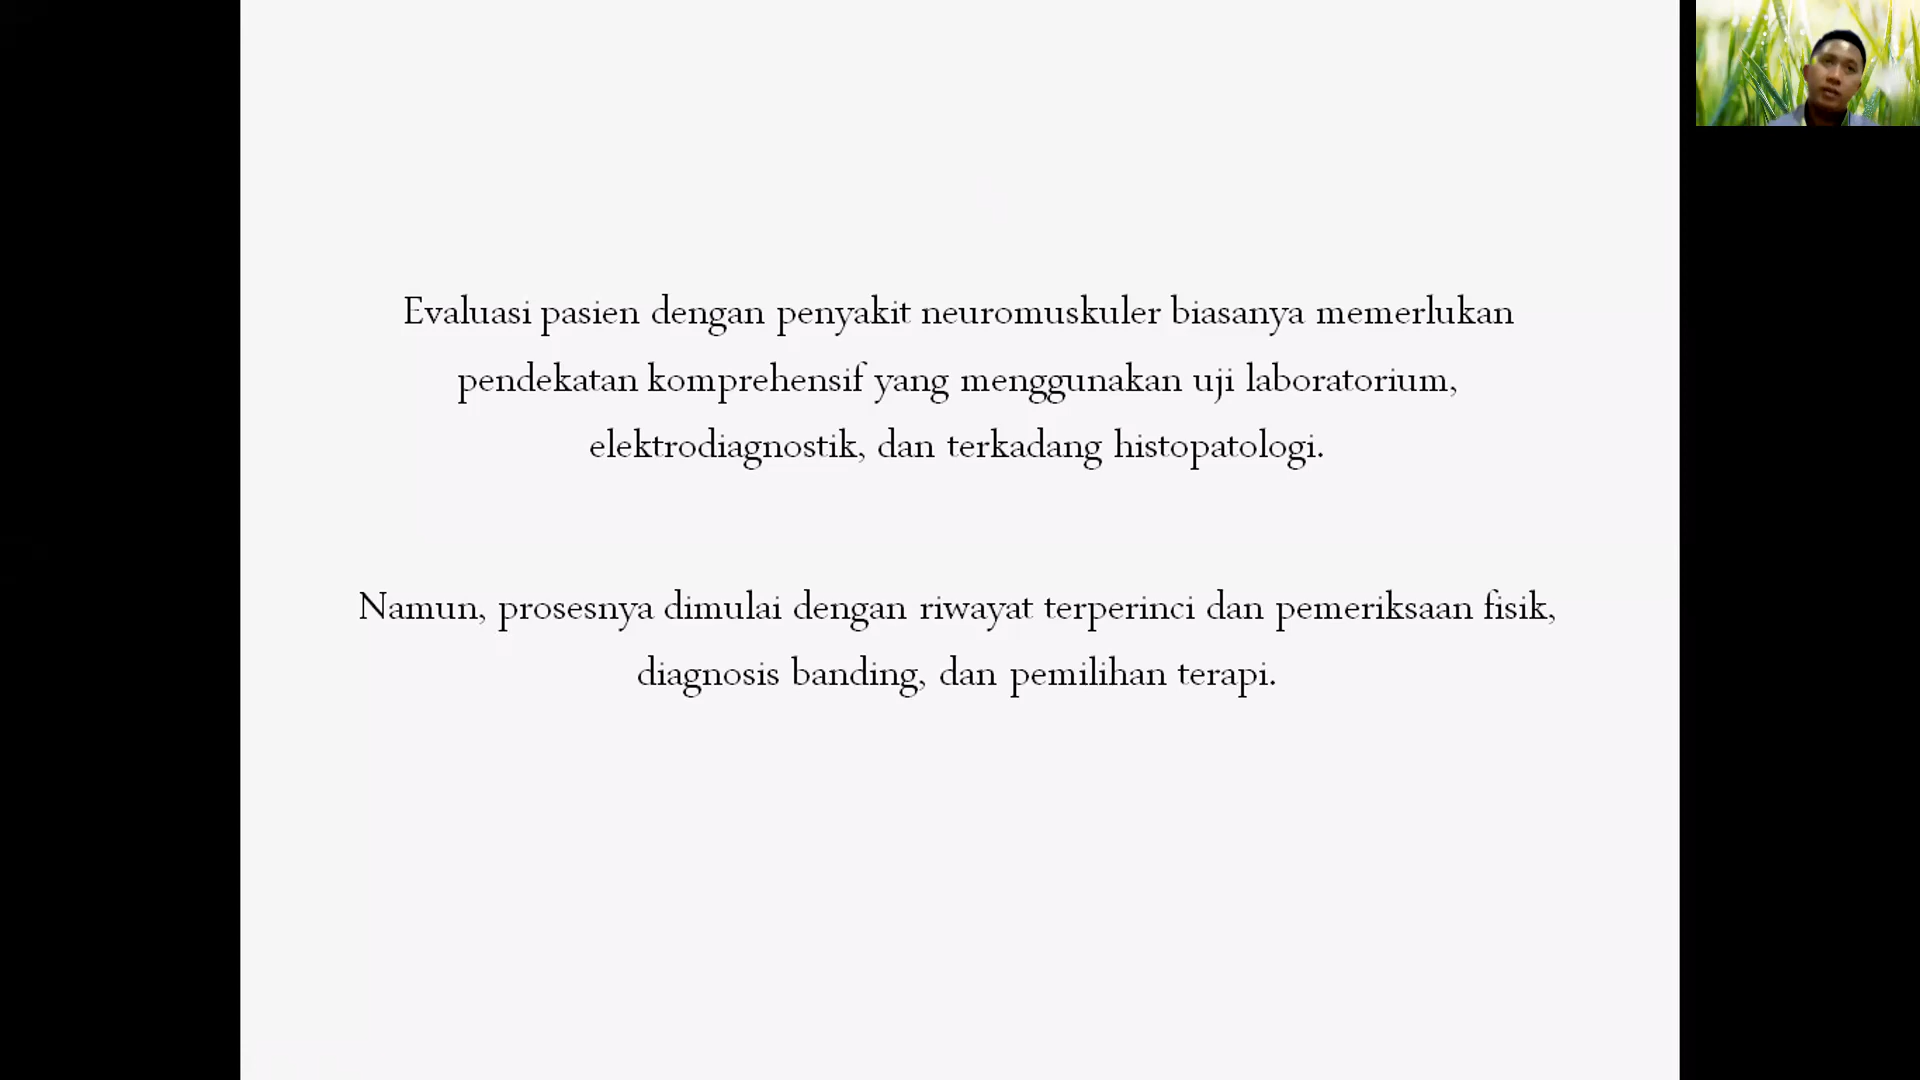 Evaluasi pasien dengan penyakit neuromuskuler biasanya memerlukan
pendekatan komprehensif yang menggunakan uji laboratorium,
elektrodiagnostik, dan terkadang histopatologi.
Namun, prosesnya dimulai dengan riwayat terperinci dan pemeriksaan fisik,
diagnosis banding, dan pemilihan terapi.